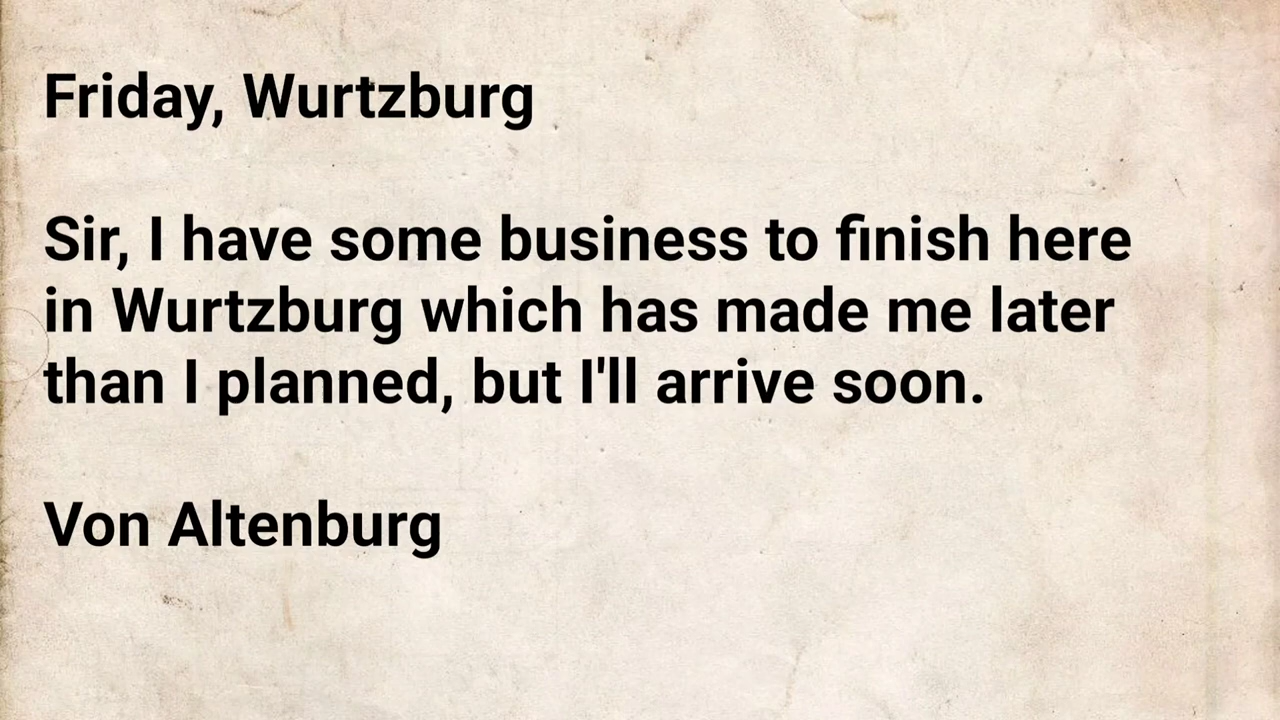 Friday, Wurtzburg
Sir, I have some business to finish here
in Wurtzburg which has made me later
than I planned, but I'll arrive soon.
Von Altenburg